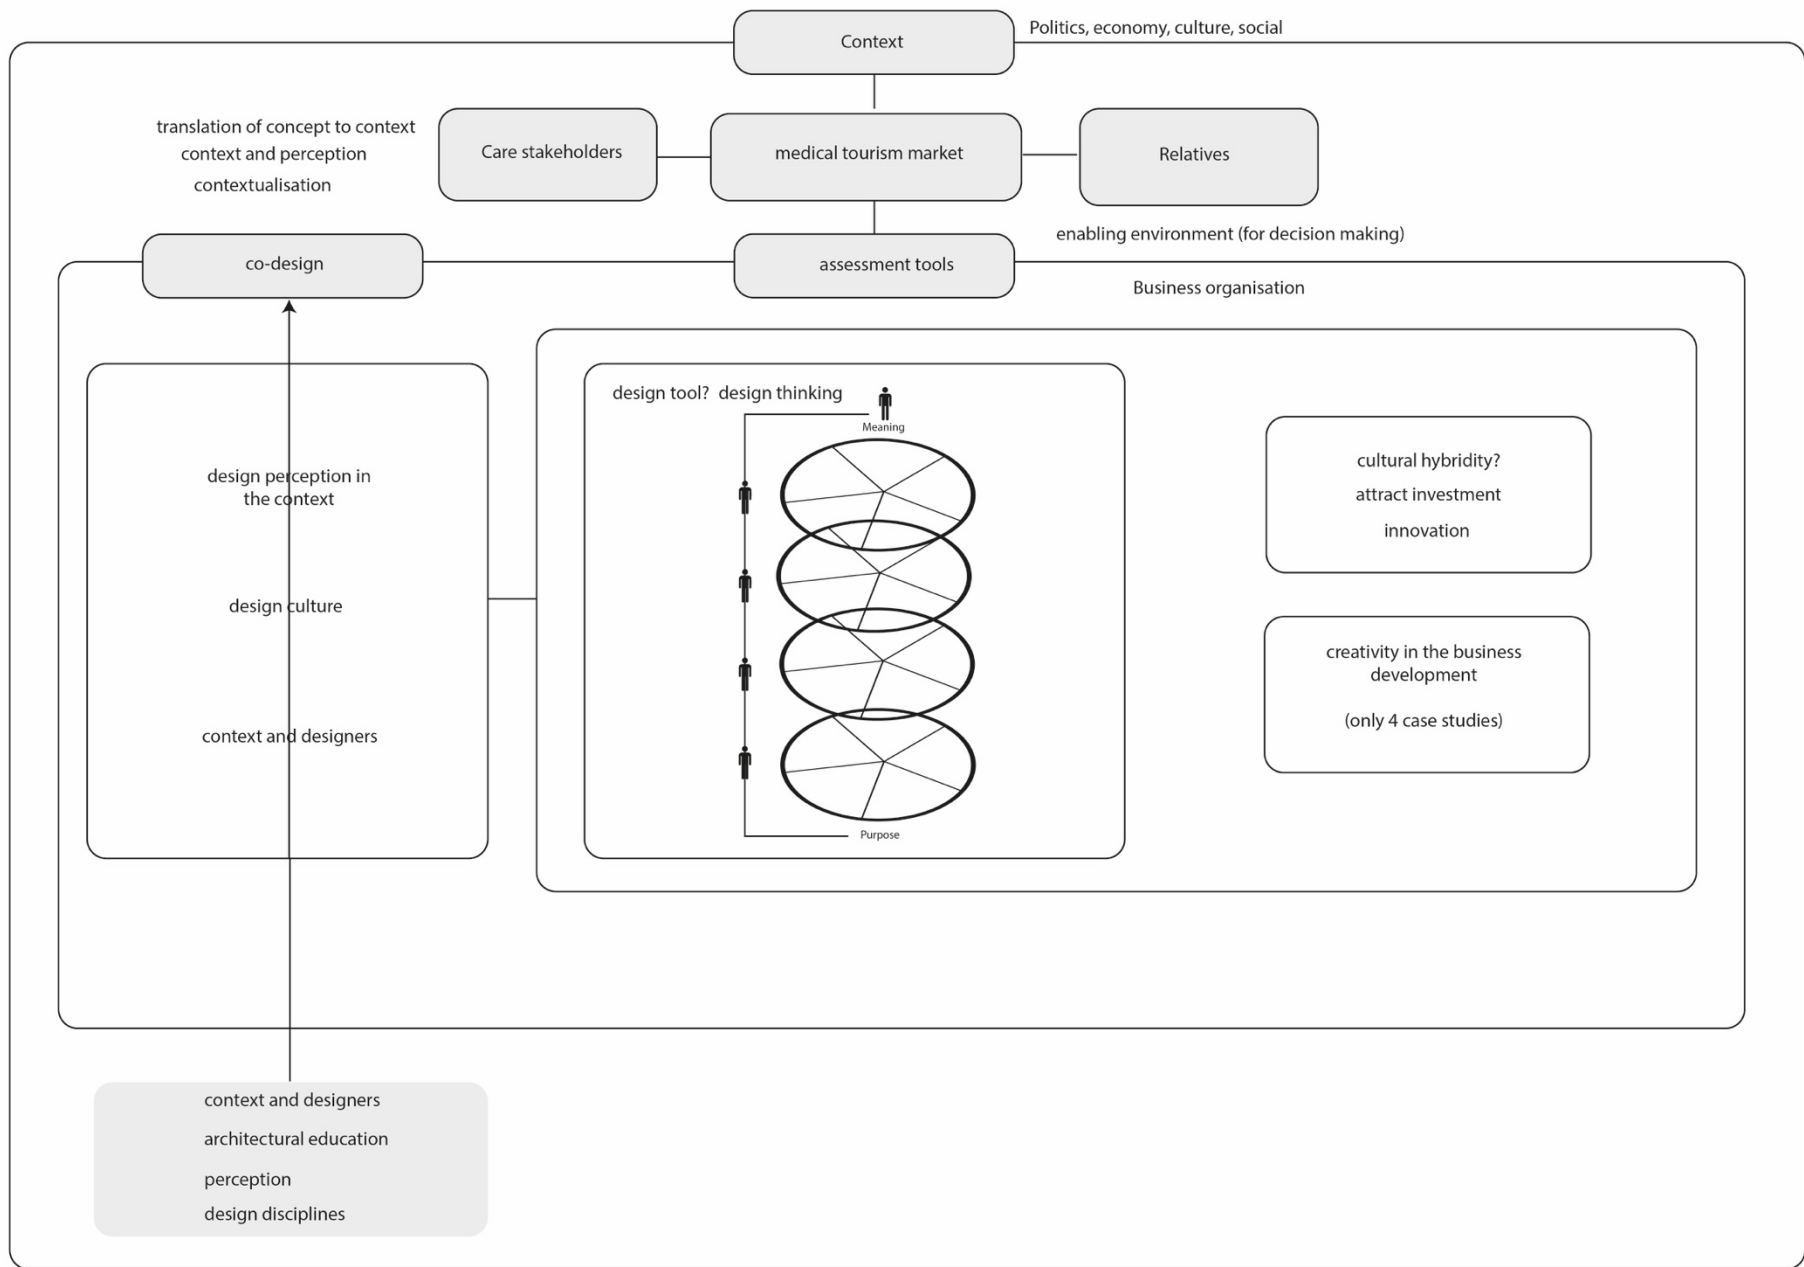 Context
Politics, economy, culture, social
translation of concept to context
context and perception
contextualisation
Care stakeholders
medical tourism market
Relatives
enabling environment (for decision making)
co-design
assessment tools
Business organisation
design perception in
the context
design culture
context and designers
design tool?  design thinking
Meaning
Purpose
cultural hybridity?
attract investment
innovation
creativity in the business
development
(only 4 case studies)
context and designers
architectural education
perception
design disciplines